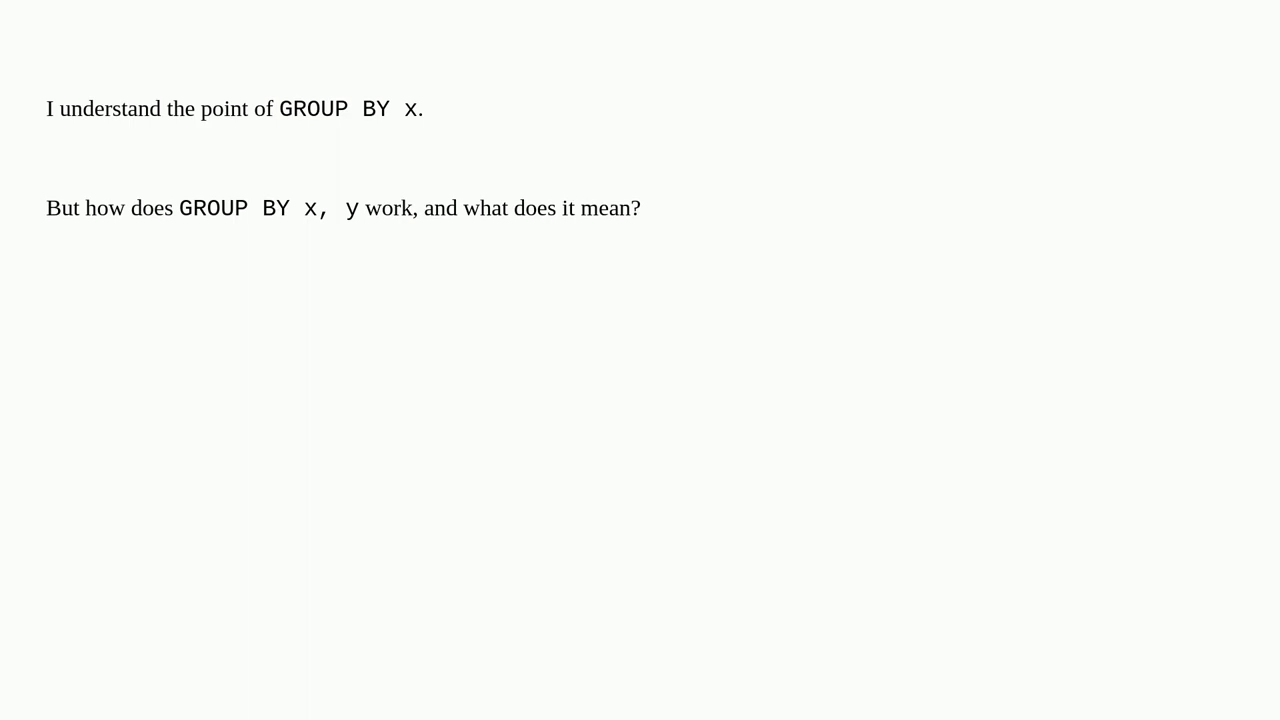 I understand the point of GROUP BY x.
But how does GROUP BY x, y work, and what does it mean?